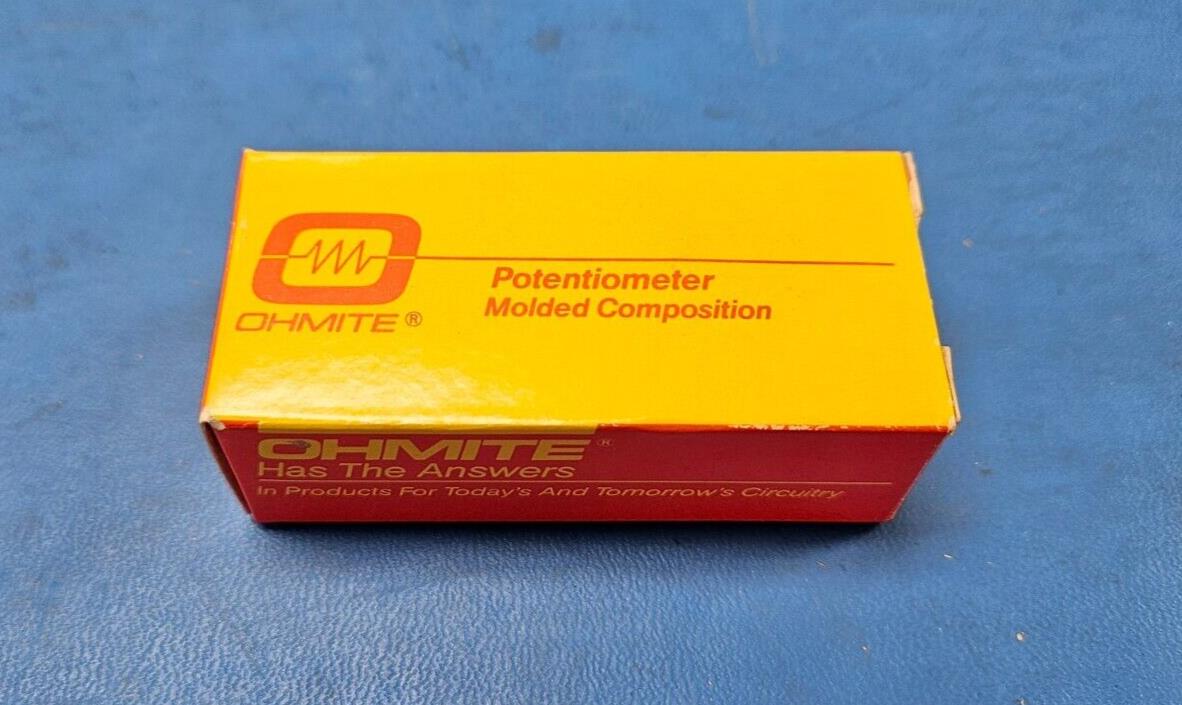 Potentiometer
Molded Composition
OHMITE®
OHMITE®
Has The Answers
In Products For Today's And Tomorrow's Circuitry